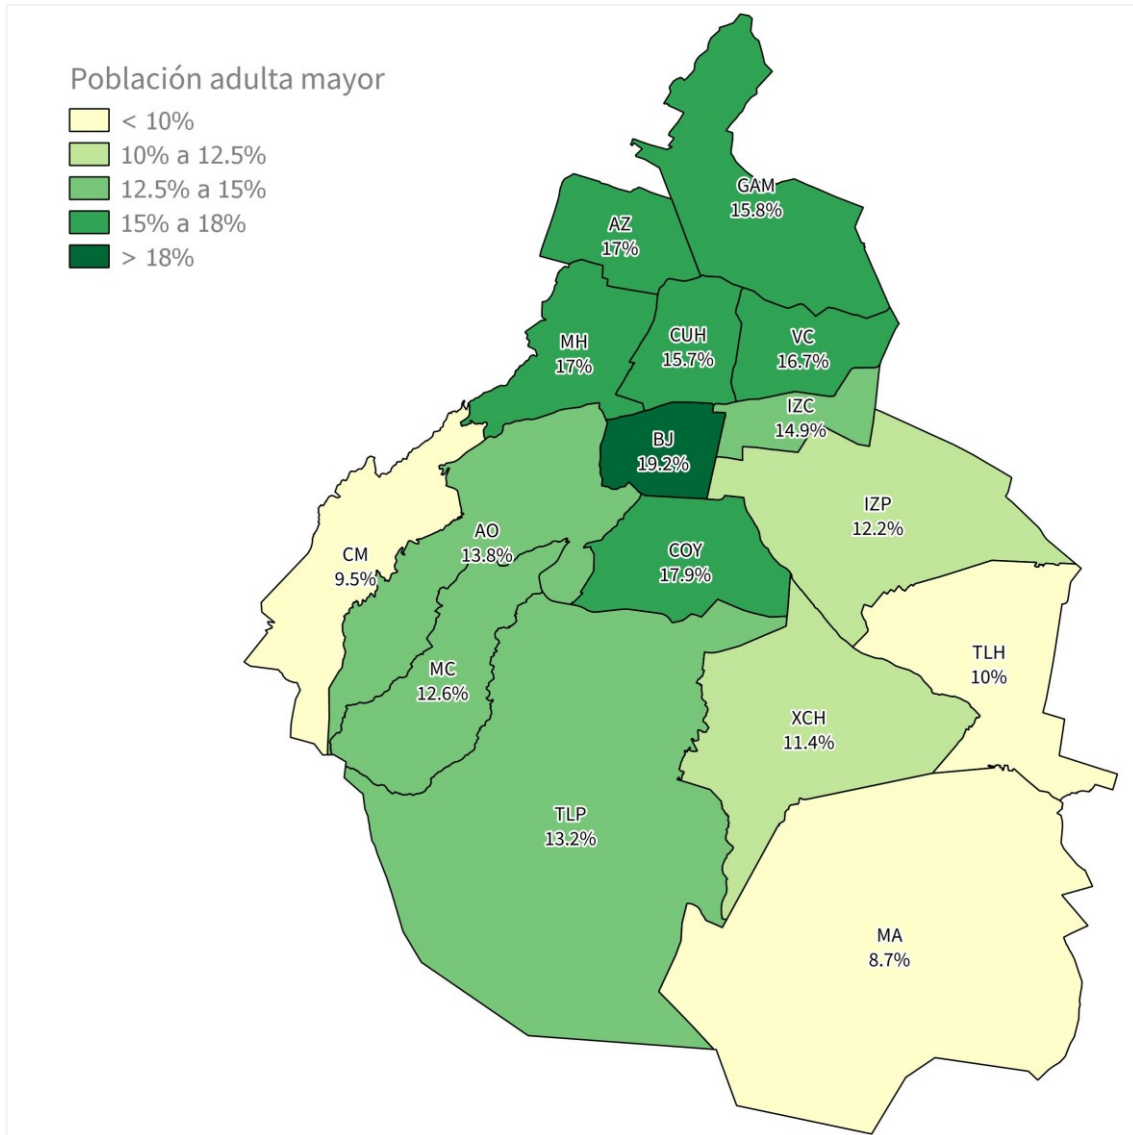 Población adulta mayor
< 10%
10% a 12.5%
12.5% a 15%
15% a 18%
> 18%
GAM
15.8%
AZ
17%
MH
17%
CUH
15.7%
VC
16.7%
IZC
14.9%
BJ
19.2%
IZP
12.2%
AO
13.8%
COY
17.9%
CM
9.5%
MC
12.6%
TLH
10%
XCH
11.4%
TLP
13.2%
MA
8.7%